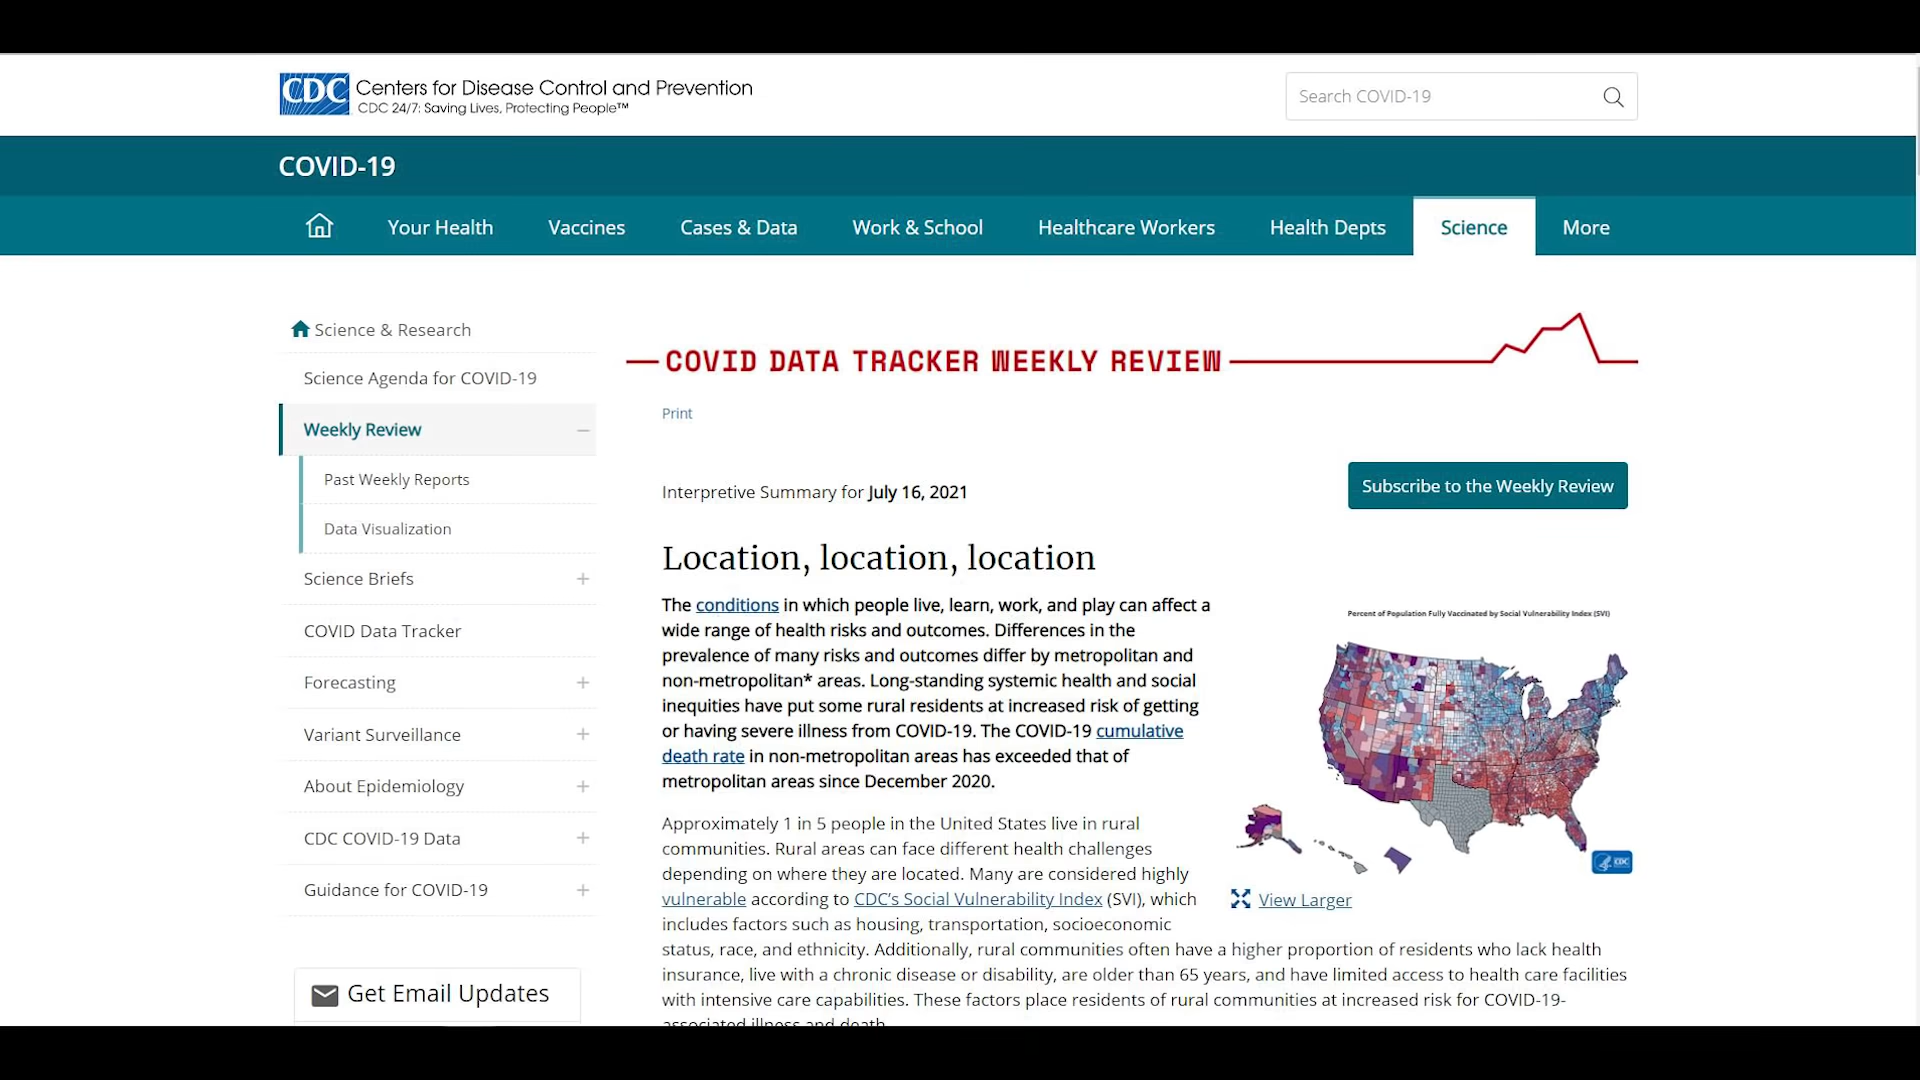 CDC Centers for Disease Control and Prevention
CDC 24/7: Saving Lives, Protecting People™
Search COVID-19
COVID-19
Your Health Vaccines Cases & Data Work & School Healthcare Workers Health Depts Science More
Science & Research
Science Agenda for COVID-19
Weekly Review
Past Weekly Reports
Data Visualization
Science Briefs
COVID Data Tracker
Forecasting
Variant Surveillance
About Epidemiology
CDC COVID-19 Data
Guidance for COVID-19
Get Email Updates
COVID DATA TRACKER WEEKLY REVIEW
Print
Interpretive Summary for July 16, 2021
Subscribe to the Weekly Review
Location, location, location
The conditions in which people live, learn, work, and play can affect a
wide range of health risks and outcomes. Differences in the
prevalence of many risks and outcomes differ by metropolitan and
non-metropolitan* areas. Long-standing systemic health and social
inequities have put some rural residents at increased risk of getting
or having severe illness from COVID-19. The COVID-19 cumulative
death rate in non-metropolitan areas has exceeded that of
metropolitan areas since December 2020.
Percent of Population Fully Vaccinated by Social Vulnerability Index (SVI)
CDC
View Larger
Approximately 1 in 5 people in the United States live in rural
communities. Rural areas can face different health challenges
depending on where they are located. Many are considered highly
vulnerable according to CDC's Social Vulnerability Index (SVI), which
includes factors such as housing, transportation, socioeconomic
status, race, and ethnicity. Additionally, rural communities often have a higher proportion of residents who lack health
insurance, live with a chronic disease or disability, are older than 65 years, and have limited access to health care facilities
with intensive care capabilities. These factors place residents of rural communities at increased risk for COVID-19-
associated illness and death.